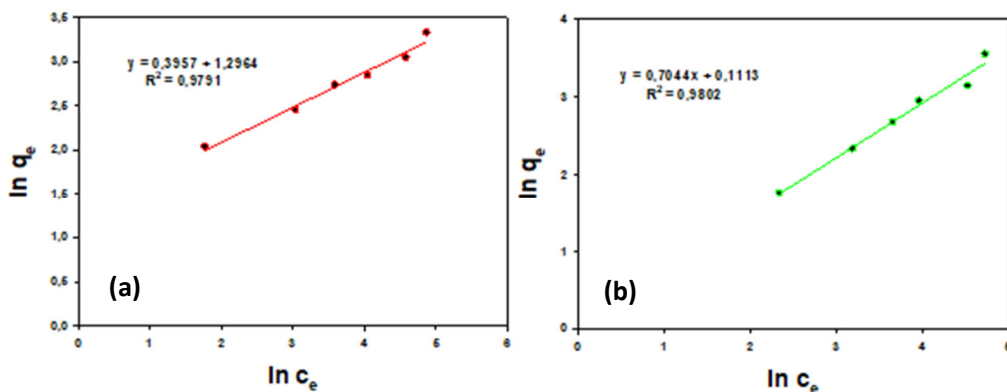 3,5
3,0
2,5
2,0
1,5
1,0
0,5
0,0
0 1 2 3 4 5 6
ln qe
ln ce
y = 0,3957 + 1,2964
R² = 0,9791
(a)
4
3
2
1
0
0 1 2 3 4 5 6
ln qe
ln ce
y = 0,7044x + 0,1113
R² = 0,9802
(b)